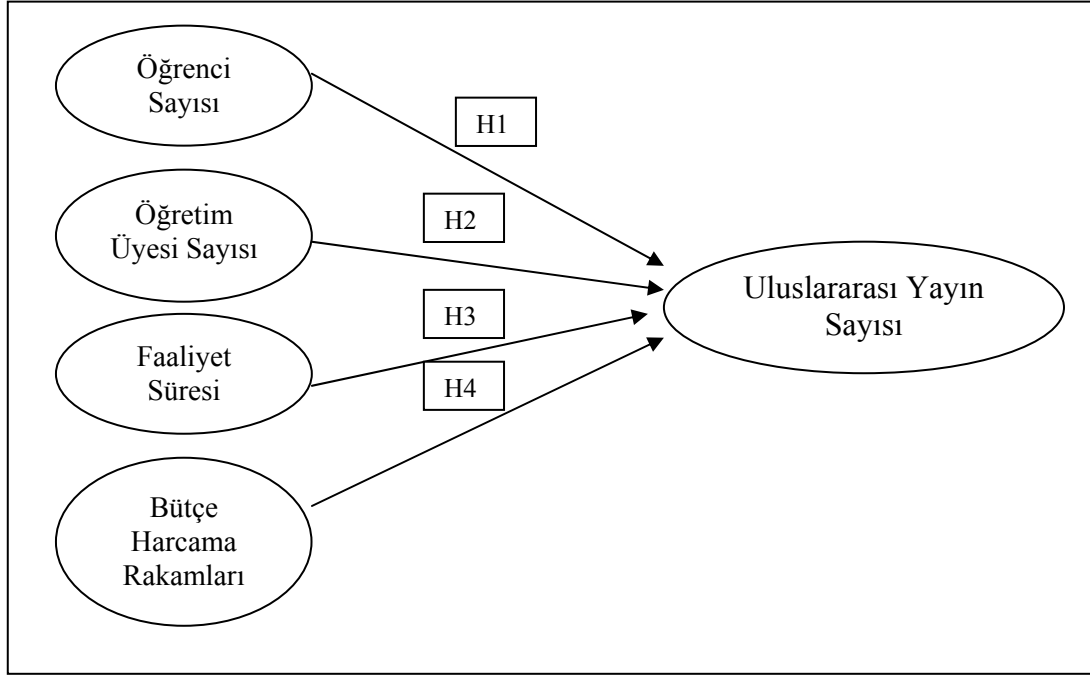 Öğrenci
Sayısı
H1
Öğretim
Üyesi Sayısı
H2
Uluslararası Yayın
Sayısı
H3
Faaliyet
Süresi
H4
Bütçe
Harcama
Rakamları